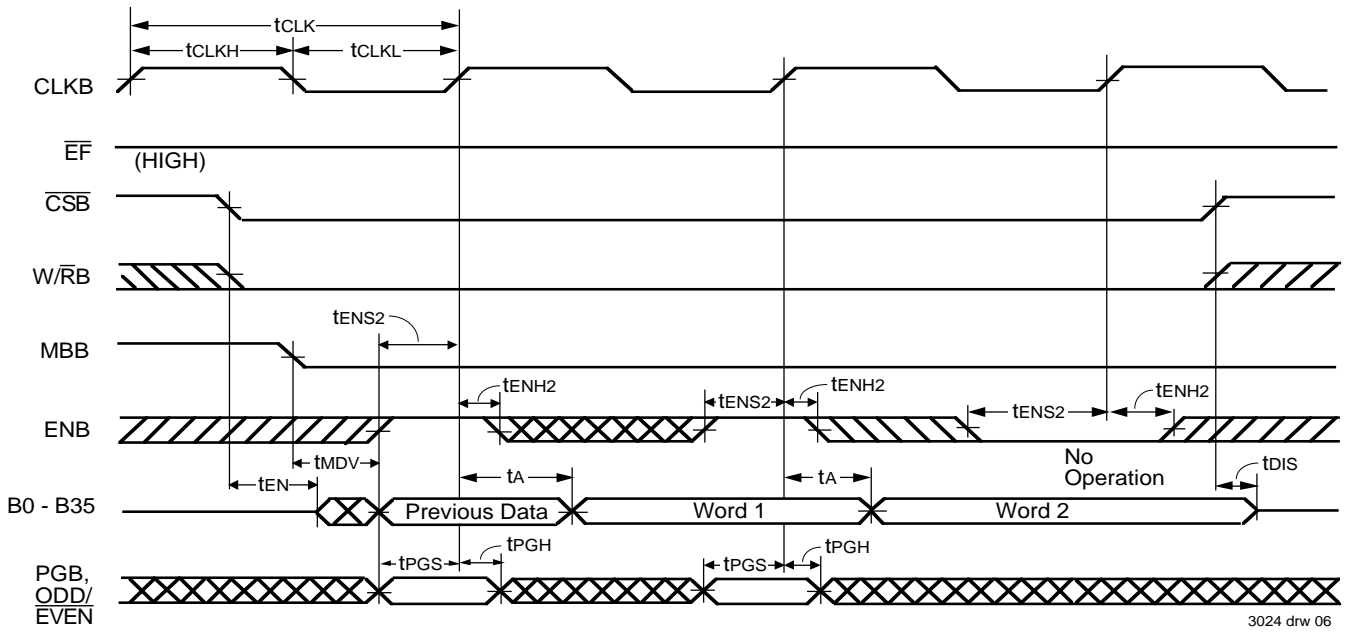 tCLK
tCLKH
tCLKL
CLKB
EF
(HIGH)
CSB
W/RB
tENS2
MBB
tENH2
tENS2
tENH2
tENS2
tENH2
ENB
tMDV
No
Operation
tEN
tA
tA
tDIS
B0 - B35
Previous Data
Word 1
Word 2
tPGS
tPGH
tPGS
tPGH
PGB,
ODD/
EVEN
3024 drw 06